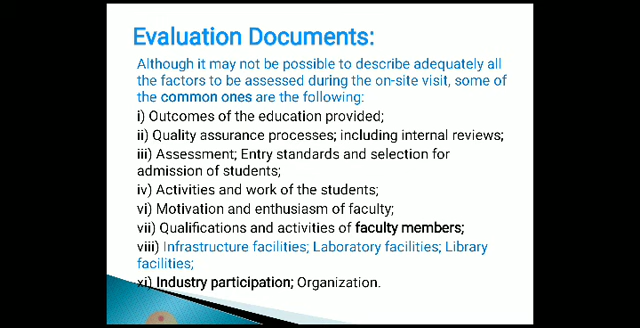 Evaluation Documents:
Although it may not be possible to describe adequately all
the factors to be assessed during the on-site visit, some of
the common ones are the following:
i) Outcomes of the education provided;
ii) Quality assurance processes; including internal reviews;
iii) Assessment; Entry standards and selection for
admission of students;
iv) Activities and work of the students;
vi) Motivation and enthusiasm of faculty;
vii) Qualifications and activities of faculty members;
viii) Infrastructure facilities; Laboratory facilities; Library
facilities;
xi) Industry participation; Organization.